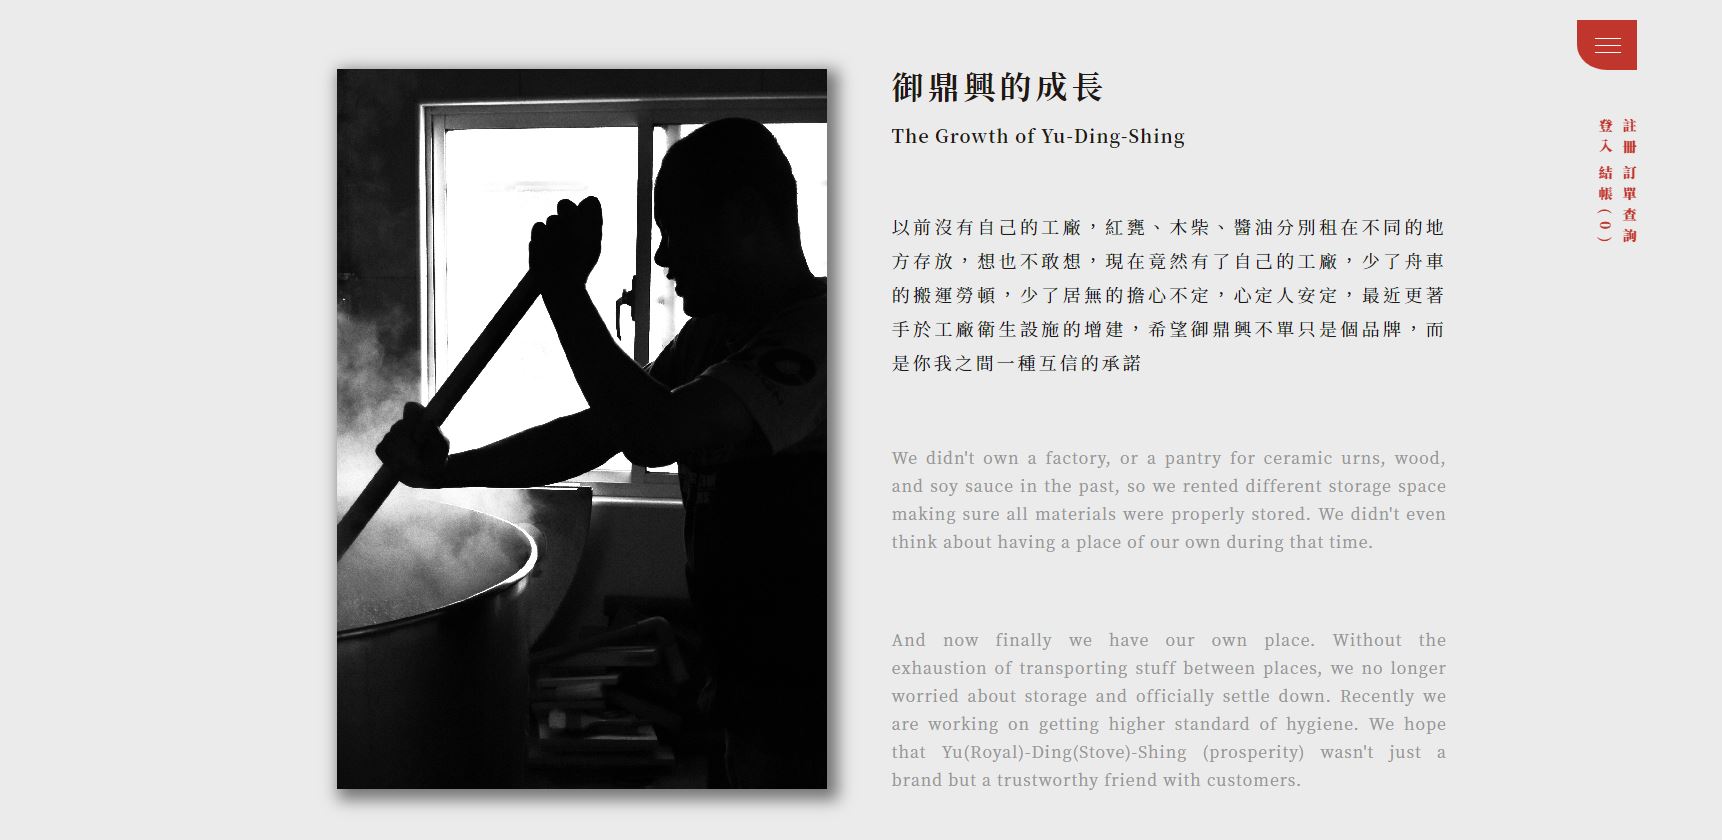 御鼎興的成長
The Growth of Yu-Ding-Shing
以前沒有自己的工廠，紅甕、木柴、醬油分別租在不同的地
方存放，想也不敢想，現在竟然有了自己的工廠，少了舟車
的搬運勞頓，少了居無的擔心不定，心定人安定，最近更著
手於工廠衛生設施的增建，希望御鼎興不單只是個品牌，而
是你我之間一種互信的承諾
We didn't own a factory, or a pantry for ceramic urns, wood,
and soy sauce in the past, so we rented different storage space
making sure all materials were properly stored. We didn't even
think about having a place of our own during that time.
And now finally we have our own place. Without the
exhaustion of transporting stuff between places, we no longer
worried about storage and officially settle down. Recently we
are working on getting higher standard of hygiene. We hope
that Yu(Royal)-Ding(Stove)-Shing (prosperity) wasn't just a
brand but a trustworthy friend with customers.
註冊 訂單查詢
登入 結帳(0)